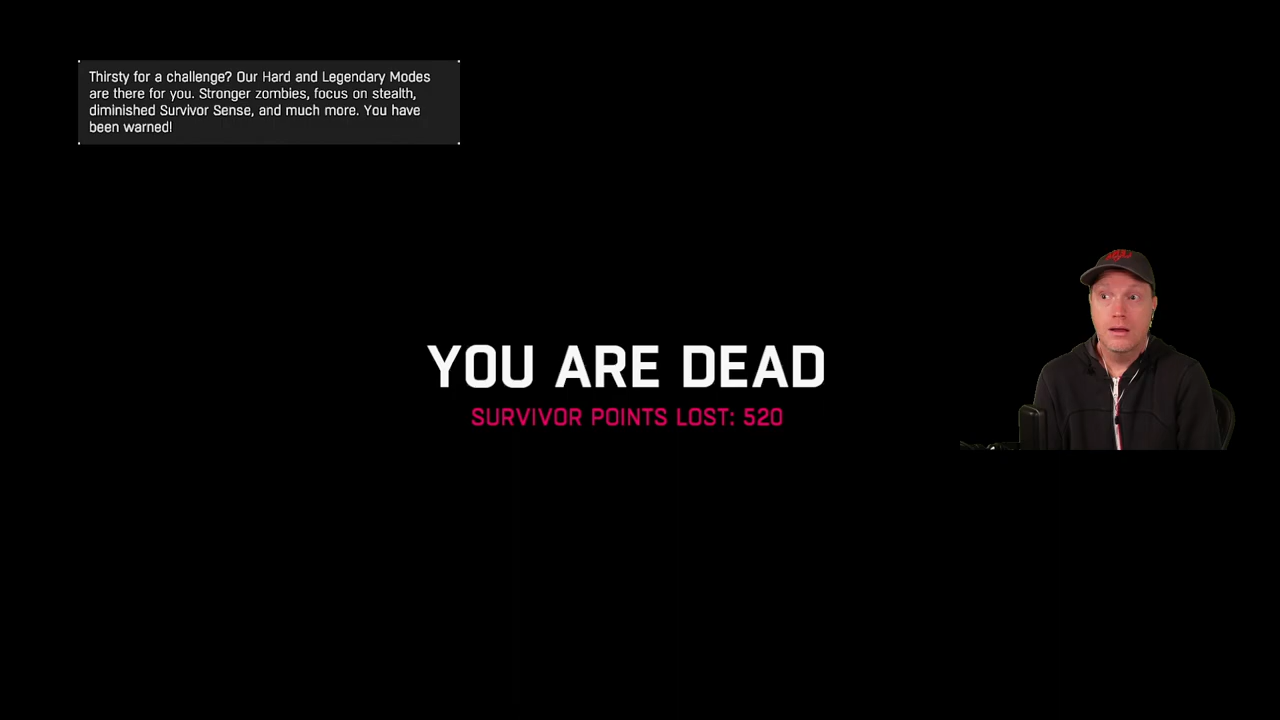 Thirsty for a challenge? Our Hard and Legendary Modes
are there for you. Stronger zombies, focus on stealth,
diminished Survivor Sense, and much more. You have
been warned!
YOU ARE DEAD
SURVIVOR POINTS LOST: 520